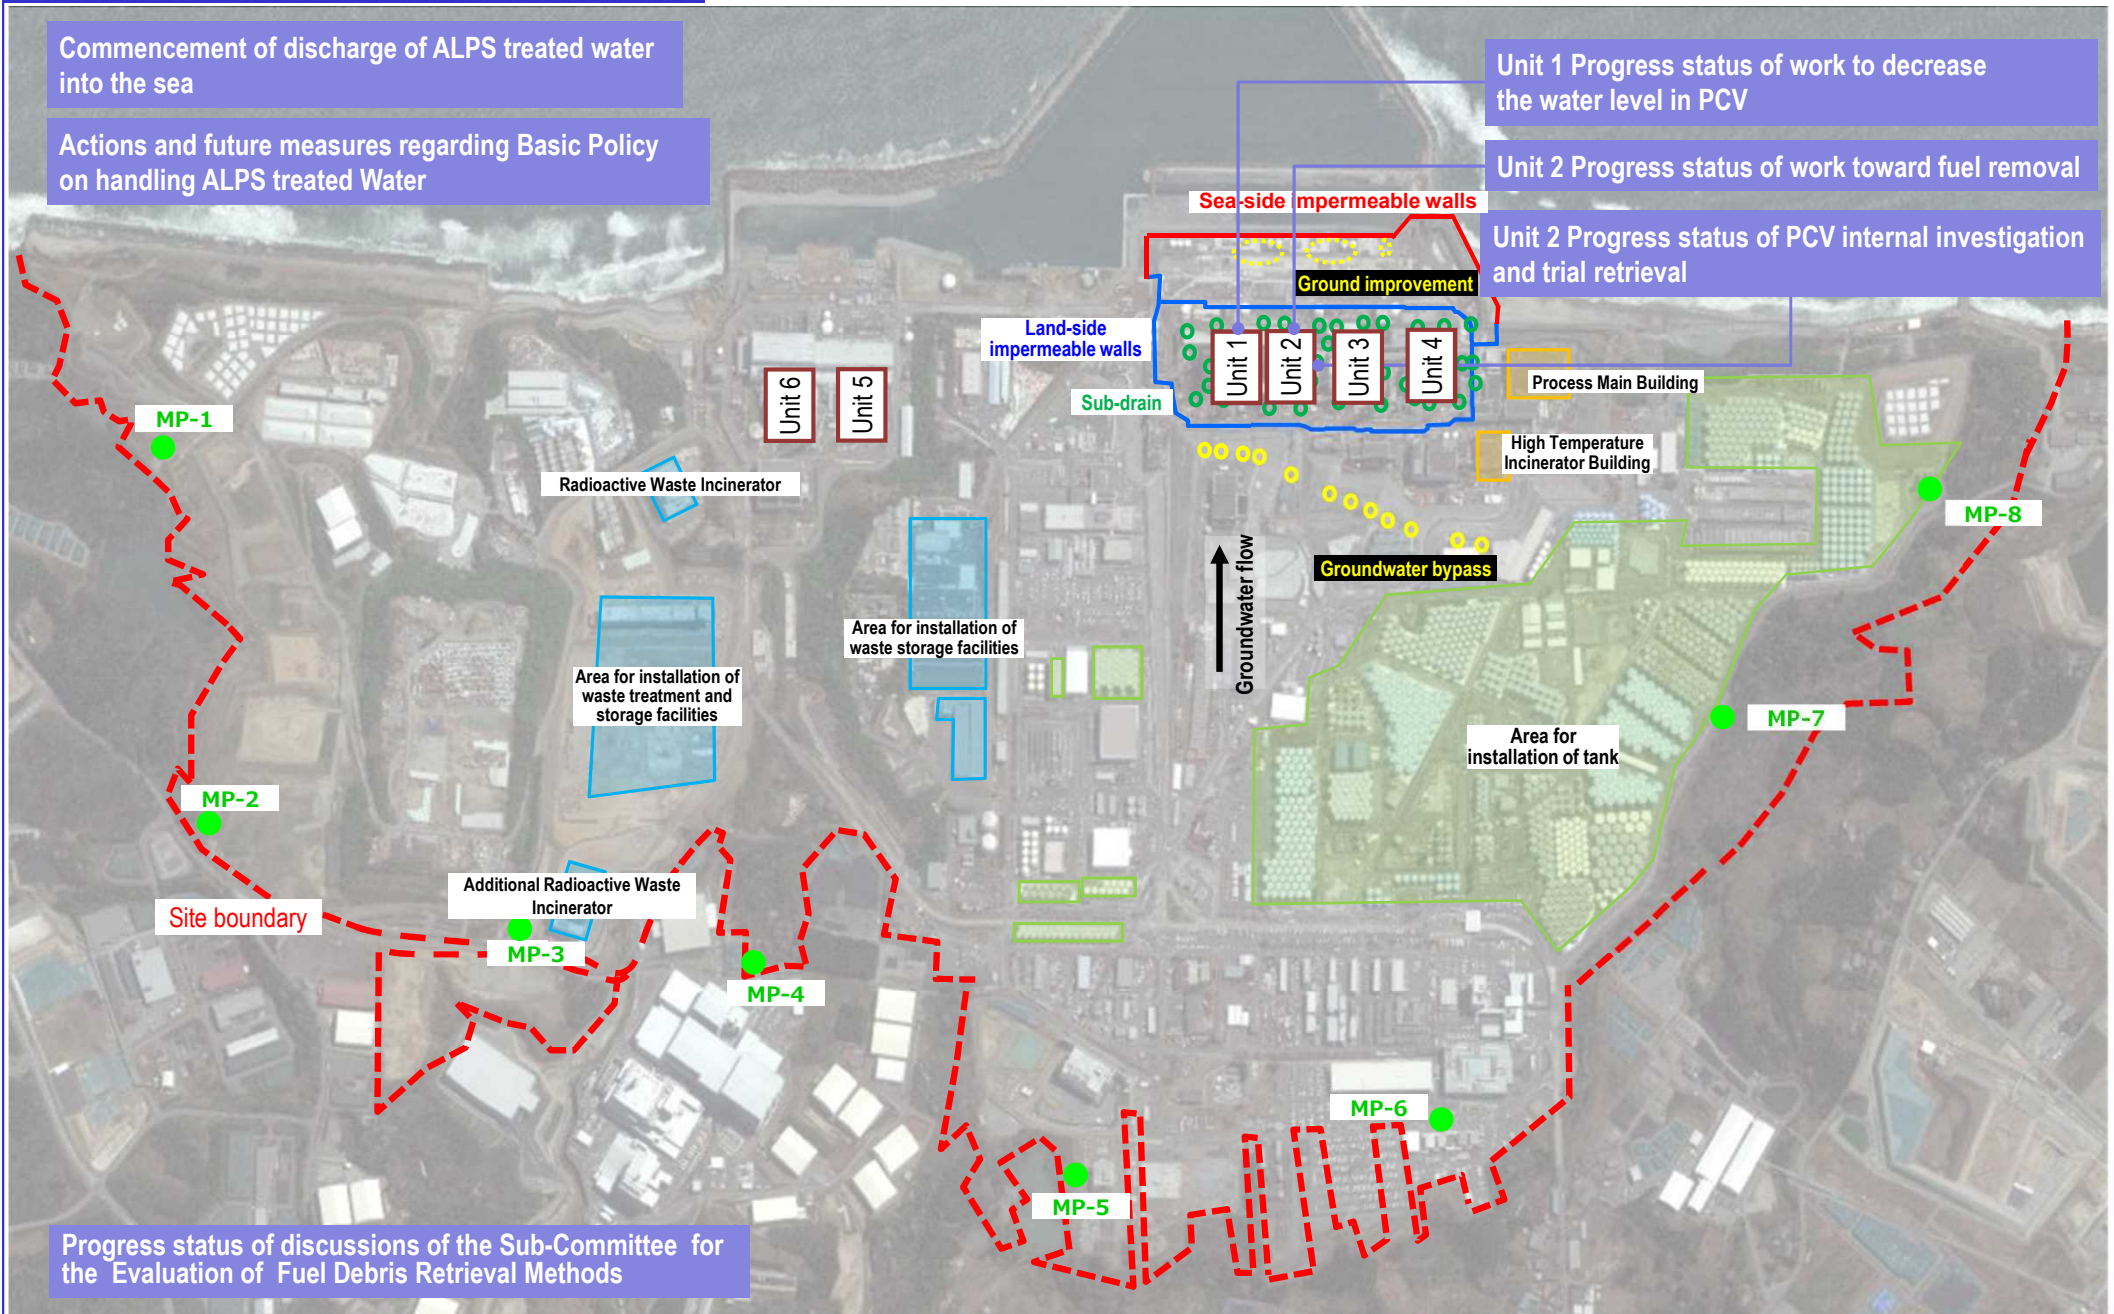 Commencement of discharge of ALPS treated water
into the sea
Actions and future measures regarding Basic Policy
on handling ALPS treated Water
Unit 1 Progress status of work to decrease
the water level in PCV
Unit 2 Progress status of work toward fuel removal
Unit 2 Progress status of PCV internal investigation
and trial retrieval
Sea-side impermeable walls
Ground improvement
Land-side
impermeable walls
Sub-drain
Unit 1
Unit 2
Unit 3
Unit 4
Unit 6
Unit 5
Process Main Building
High Temperature
Incinerator Building
MP-1
Radioactive Waste Incinerator
MP-8
Groundwater bypass
Groundwater flow
Area for installation of
waste storage facilities
Area for installation of
waste treatment and
storage facilities
MP-7
Area for
installation of tank
MP-2
Additional Radioactive Waste
Incinerator
Site boundary
MP-3
MP-4
MP-6
MP-5
Progress status of discussions of the Sub-Committee for
the Evaluation of Fuel Debris Retrieval Methods